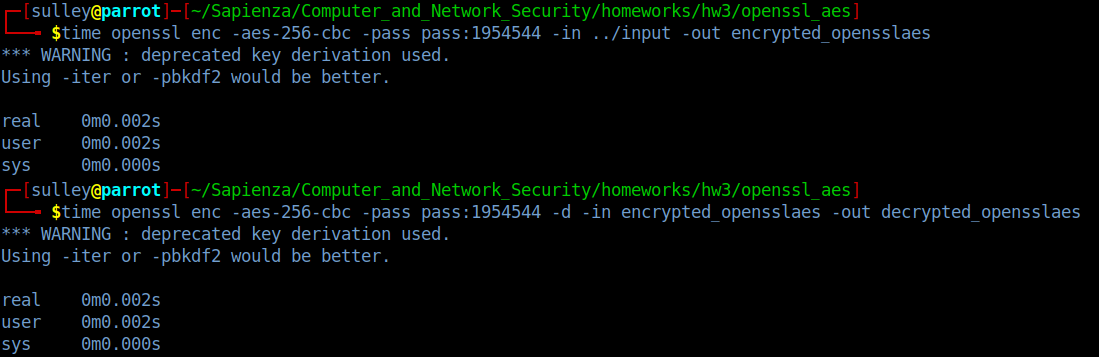 ┌─[sulley@parrot]─[~/Sapienza/Computer_and_Network_Security/homeworks/hw3/openssl_aes]
└──╼ $time openssl enc -aes-256-cbc -pass pass:1954544 -in ../input -out encrypted_opensslaes
*** WARNING : deprecated key derivation used.
Using -iter or -pbkdf2 would be better.

real    0m0.002s
user    0m0.002s
sys     0m0.000s
┌─[sulley@parrot]─[~/Sapienza/Computer_and_Network_Security/homeworks/hw3/openssl_aes]
└──╼ $time openssl enc -aes-256-cbc -pass pass:1954544 -d -in encrypted_opensslaes -out decrypted_opensslaes
*** WARNING : deprecated key derivation used.
Using -iter or -pbkdf2 would be better.

real    0m0.002s
user    0m0.002s
sys     0m0.000s